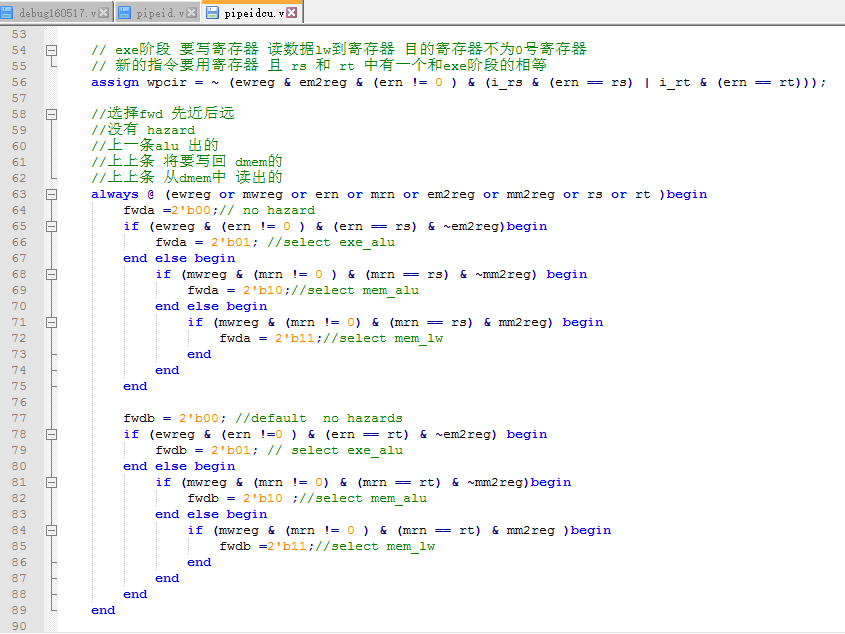 debug160517.v pipeid.v pipeidcu.v
53
54 // exe阶段 要写寄存器 读数据lw到寄存器 目的寄存器不为0号寄存器
55 // 新的指令要用寄存器 且 rs 和 rt 中有一个和exe阶段的相等
56 assign wpcir = ~ (ewreg & em2reg & (ern != 0 ) & (i_rs & (ern == rs) | i_rt & (ern == rt)));
57
58 //选择fwd 先近后远
59 //没有 hazard
60 //上一条alu 出的
61 //上上条 将要写回 dmem的
62 //上上条 从dmem中 读出的
63 always @ (ewreg or mwreg or ern or mrn or em2reg or mm2reg or rs or rt )begin
64 fwda =2'b00;// no hazard
65 if (ewreg & (ern != 0 ) & (ern == rs) & ~em2reg)begin
66 fwda = 2'b01; //select exe_alu
67 end else begin
68 if (mwreg & (mrn != 0 ) & (mrn == rs) & ~mm2reg) begin
69 fwda = 2'b10;//select mem_alu
70 end else begin
71 if (mwreg & (mrn != 0) & (mrn == rs) & mm2reg) begin
72 fwda = 2'b11;//select mem_lw
73 end
74 end
75 end
76
77 fwdb = 2'b00; //default  no hazards
78 if (ewreg & (ern !=0 ) & (ern == rt) & ~em2reg) begin
79 fwdb = 2'b01; // select exe_alu
80 end else begin
81 if (mwreg & (mrn != 0) & (mrn == rt) & ~mm2reg)begin
82 fwdb = 2'b10 ;//select mem_alu
83 end else begin
84 if (mwreg & (mrn != 0 ) & (mrn == rt) & mm2reg )begin
85 fwdb =2'b11;//select mem_lw
86 end
87 end
88 end
89 end
90